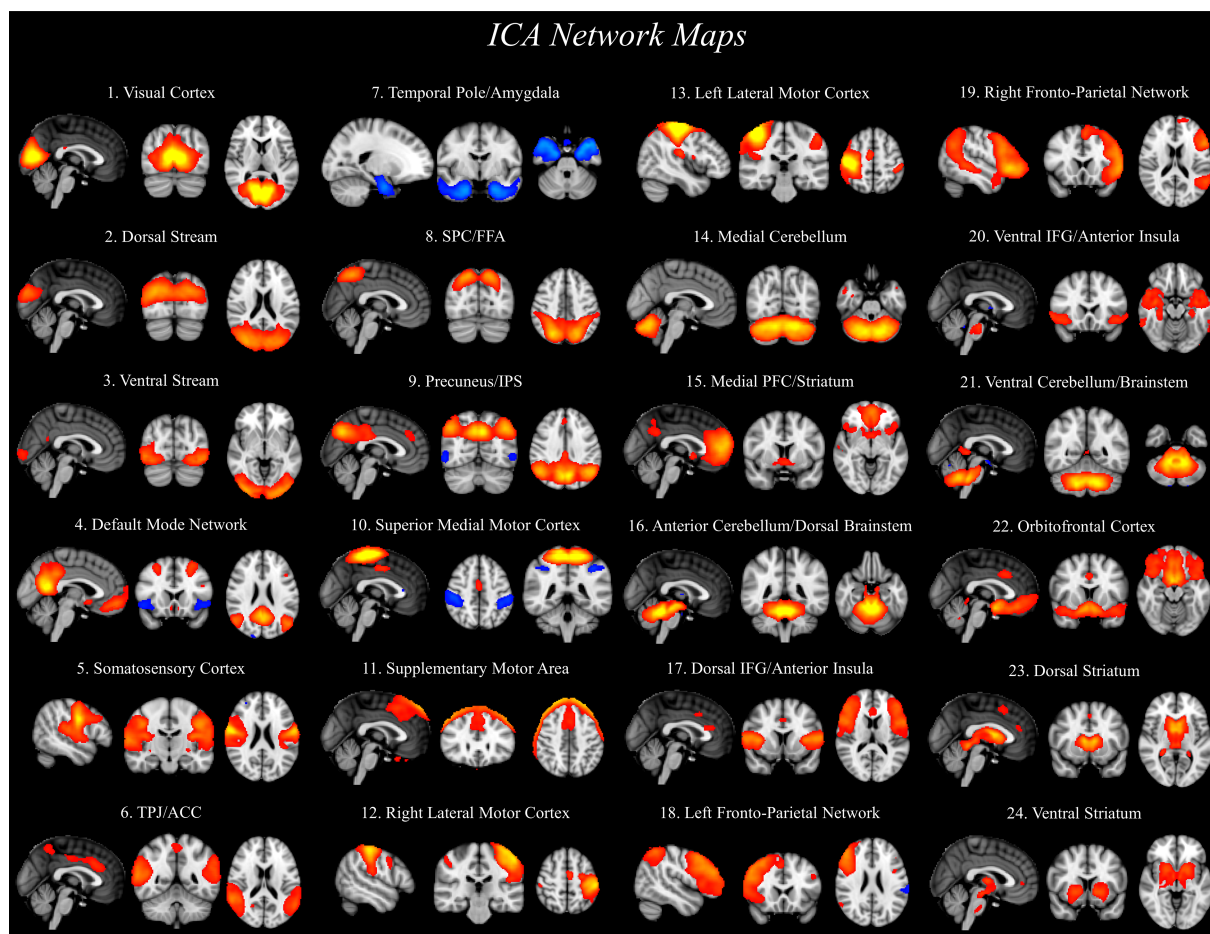 ICA Network Maps
1. Visual Cortex
7. Temporal Pole/Amygdala
13. Left Lateral Motor Cortex
19. Right Fronto-Parietal Network
2. Dorsal Stream
8. SPC/FFA
14. Medial Cerebellum
20. Ventral IFG/Anterior Insula
3. Ventral Stream
9. Precuneus/IPS
15. Medial PFC/Striatum
21. Ventral Cerebellum/Brainstem
4. Default Mode Network
10. Superior Medial Motor Cortex
16. Anterior Cerebellum/Dorsal Brainstem
22. Orbitofrontal Cortex
5. Somatosensory Cortex
11. Supplementary Motor Area
17. Dorsal IFG/Anterior Insula
23. Dorsal Striatum
6. TPJ/ACC
12. Right Lateral Motor Cortex
18. Left Fronto-Parietal Network
24. Ventral Striatum